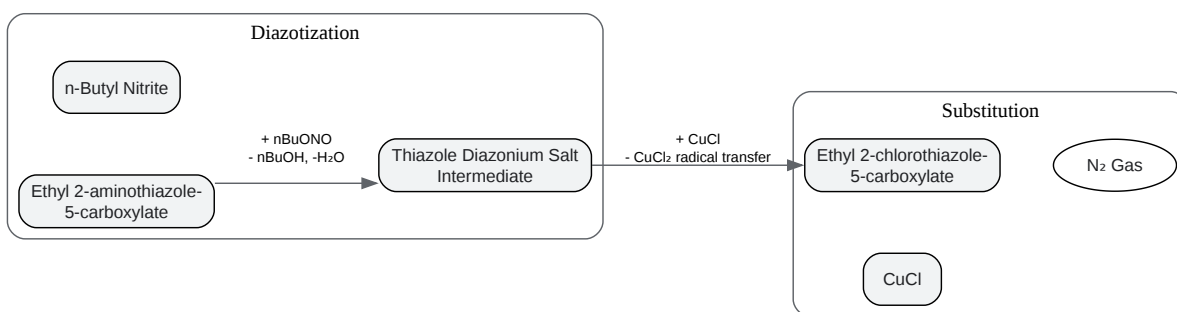 Diazotization
n-Butyl Nitrite
Ethyl 2-aminothiazole-
5-carboxylate
+ nBuONO
- nBuOH, -H₂O
Thiazole Diazonium Salt
Intermediate
+ CuCl
- CuCl₂ radical transfer
Substitution
Ethyl 2-chlorothiazole-
5-carboxylate
N₂ Gas
CuCl